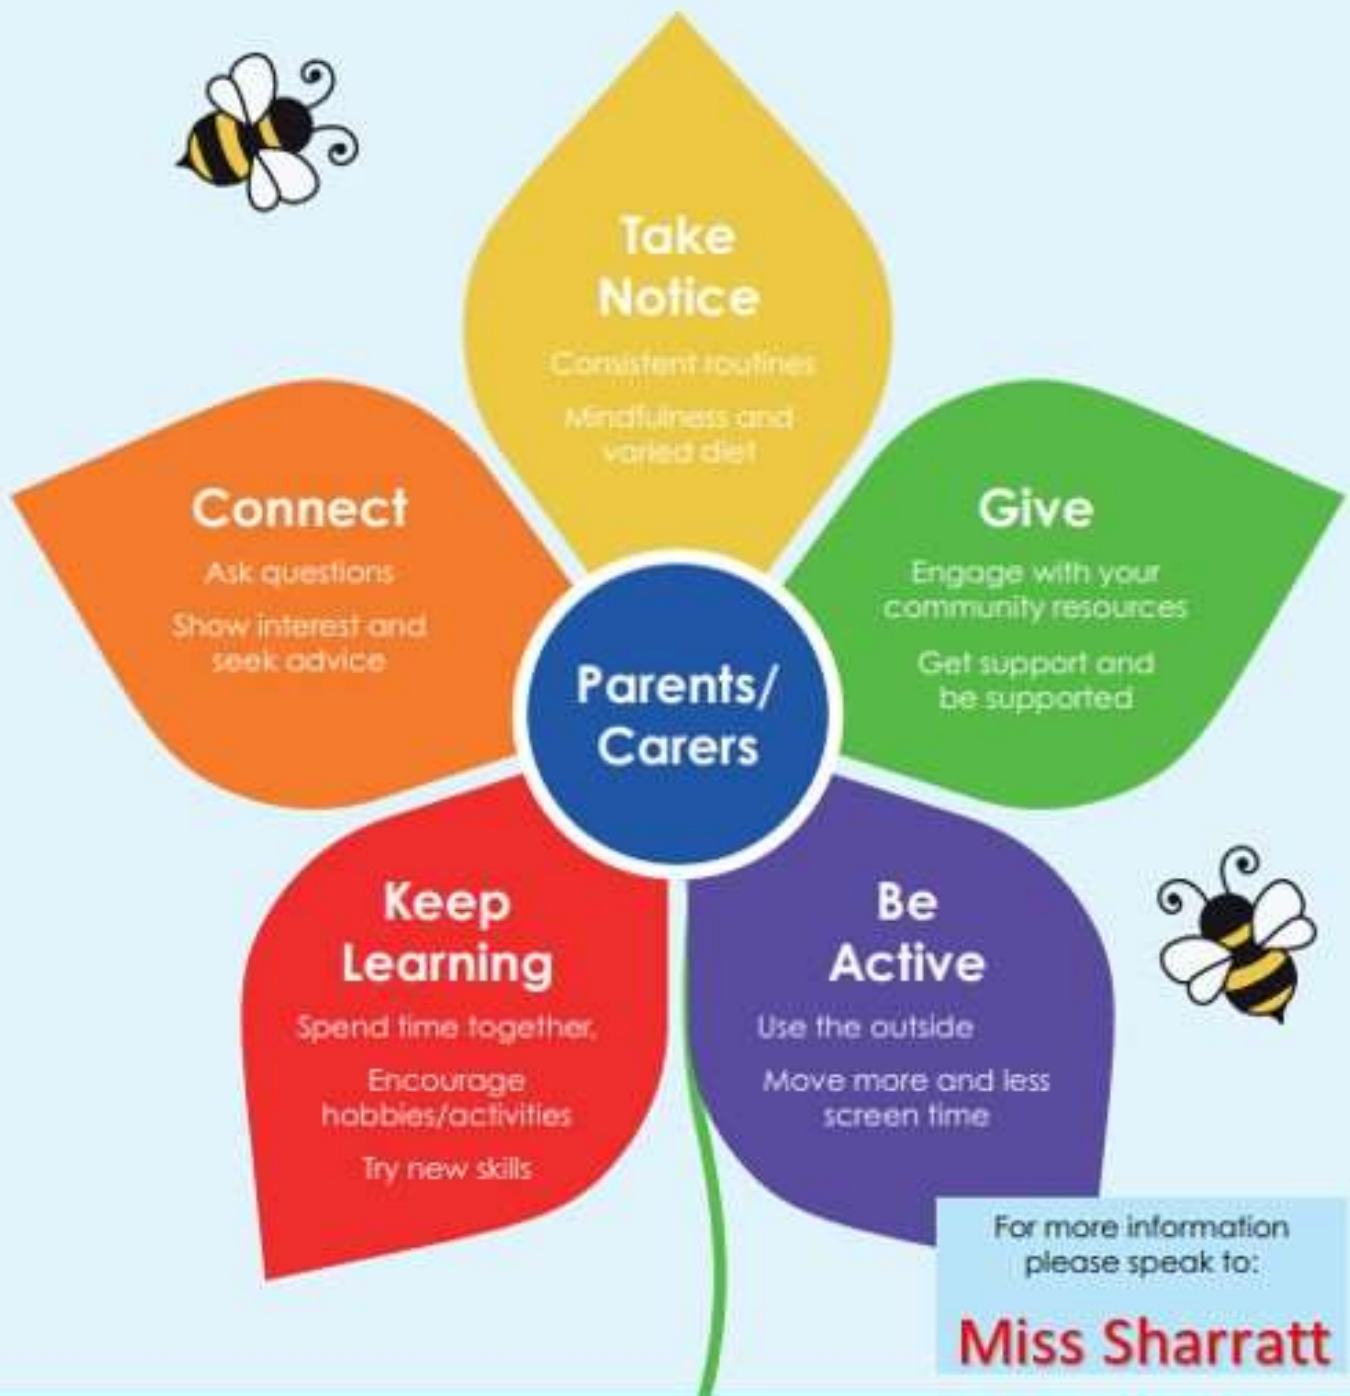 Take
Notice
Consistent routines
Mindfulness and
varied diet
Connect
Ask questions
Show interest and
seek advice
Give
Engage with your
community resources
Get support and
be supported
Parents/
Carers
Keep
Learning
Spend time together,
Encourage
hobbies/activities
Try new skills
Be
Active
Use the outside
Move more and less
screen time
For more information
please speak to:
Miss Sharratt